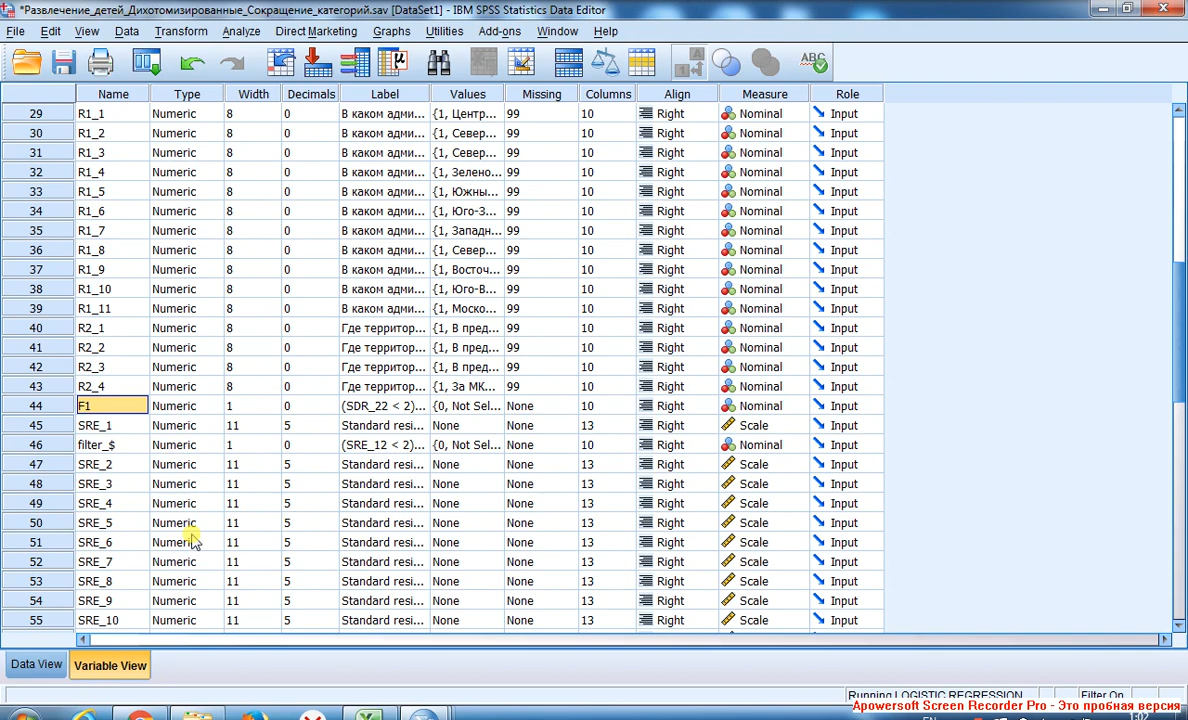 *Развлечение_детей_Дихотомизированные_Сокращение_категорий.sav [DataSet1] - IBM SPSS Statistics Data Editor
File Edit View Data Transform Analyze Direct Marketing Graphs Utilities Add-ons Window Help
Name Type Width Decimals Label Values Missing Columns Align Measure Role
29 R1_1 Numeric 8 0 В каком адми... {1, Центр... 99 10 Right Nominal Input
30 R1_2 Numeric 8 0 В каком адми... {1, Север... 99 10 Right Nominal Input
31 R1_3 Numeric 8 0 В каком адми... {1, Север... 99 10 Right Nominal Input
32 R1_4 Numeric 8 0 В каком адми... {1, Зелено... 99 10 Right Nominal Input
33 R1_5 Numeric 8 0 В каком адми... {1, Южны... 99 10 Right Nominal Input
34 R1_6 Numeric 8 0 В каком адми... {1, Юго-З... 99 10 Right Nominal Input
35 R1_7 Numeric 8 0 В каком адми... {1, Западн... 99 10 Right Nominal Input
36 R1_8 Numeric 8 0 В каком адми... {1, Север... 99 10 Right Nominal Input
37 R1_9 Numeric 8 0 В каком адми... {1, Восточ... 99 10 Right Nominal Input
38 R1_10 Numeric 8 0 В каком адми... {1, Юго-В... 99 10 Right Nominal Input
39 R1_11 Numeric 8 0 В каком адми... {1, Моско... 99 10 Right Nominal Input
40 R2_1 Numeric 8 0 Где территор... {1, В пред... 99 10 Right Nominal Input
41 R2_2 Numeric 8 0 Где территор... {1, В пред... 99 10 Right Nominal Input
42 R2_3 Numeric 8 0 Где территор... {1, В пред... 99 10 Right Nominal Input
43 R2_4 Numeric 8 0 Где территор... {1, За МК... 99 10 Right Nominal Input
44 F1 Numeric 1 0 (SDR_22 < 2)... {0, Not Sel... None 10 Right Nominal Input
45 SRE_1 Numeric 11 5 Standard resi... None None 13 Right Scale Input
46 filter_$ Numeric 1 0 (SRE_12 < 2)... {0, Not Sel... None 10 Right Nominal Input
47 SRE_2 Numeric 11 5 Standard resi... None None 13 Right Scale Input
48 SRE_3 Numeric 11 5 Standard resi... None None 13 Right Scale Input
49 SRE_4 Numeric 11 5 Standard resi... None None 13 Right Scale Input
50 SRE_5 Numeric 11 5 Standard resi... None None 13 Right Scale Input
51 SRE_6 Numeric 11 5 Standard resi... None None 13 Right Scale Input
52 SRE_7 Numeric 11 5 Standard resi... None None 13 Right Scale Input
53 SRE_8 Numeric 11 5 Standard resi... None None 13 Right Scale Input
54 SRE_9 Numeric 11 5 Standard resi... None None 13 Right Scale Input
55 SRE_10 Numeric 11 5 Standard resi... None None 13 Right Scale Input
Data View Variable View
Running LOGISTIC REGRESSION Filter On
Apowersoft Screen Recorder Pro - Это пробная версия